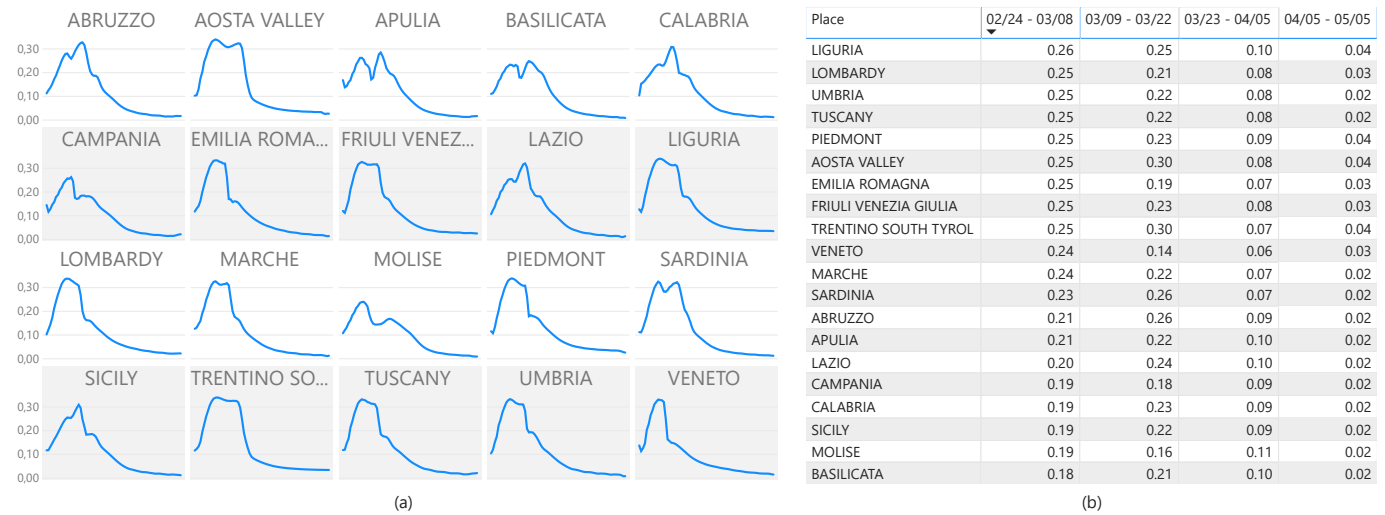 ABRUZZO AOSTA VALLEY APULIA BASILICATA CALABRIA
0,30
0,20
0,10
0,00
CAMPANIA EMILIA ROMA... FRIULI VENEZ... LAZIO LIGURIA
0,30
0,20
0,10
0,00
LOMBARDY MARCHE MOLISE PIEDMONT SARDINIA
0,30
0,20
0,10
0,00
SICILY TRENTINO SO... TUSCANY UMBRIA VENETO
0,30
0,20
0,10
0,00
(a)
Place 02/24 - 03/08 03/09 - 03/22 03/23 - 04/05 04/05 - 05/05
LIGURIA 0.26 0.25 0.10 0.04
LOMBARDY 0.25 0.21 0.08 0.03
UMBRIA 0.25 0.22 0.08 0.02
TUSCANY 0.25 0.22 0.08 0.02
PIEDMONT 0.25 0.23 0.09 0.04
AOSTA VALLEY 0.25 0.30 0.08 0.04
EMILIA ROMAGNA 0.25 0.19 0.07 0.03
FRIULI VENEZIA GIULIA 0.25 0.23 0.08 0.03
TRENTINO SOUTH TYROL 0.25 0.30 0.07 0.04
VENETO 0.24 0.14 0.06 0.03
MARCHE 0.24 0.22 0.07 0.02
SARDINIA 0.23 0.26 0.07 0.02
ABRUZZO 0.21 0.26 0.09 0.02
APULIA 0.21 0.22 0.10 0.02
LAZIO 0.20 0.24 0.10 0.02
CAMPANIA 0.19 0.18 0.09 0.02
CALABRIA 0.19 0.23 0.09 0.02
SICILY 0.19 0.22 0.09 0.02
MOLISE 0.19 0.16 0.11 0.02
BASILICATA 0.18 0.21 0.10 0.02
(b)